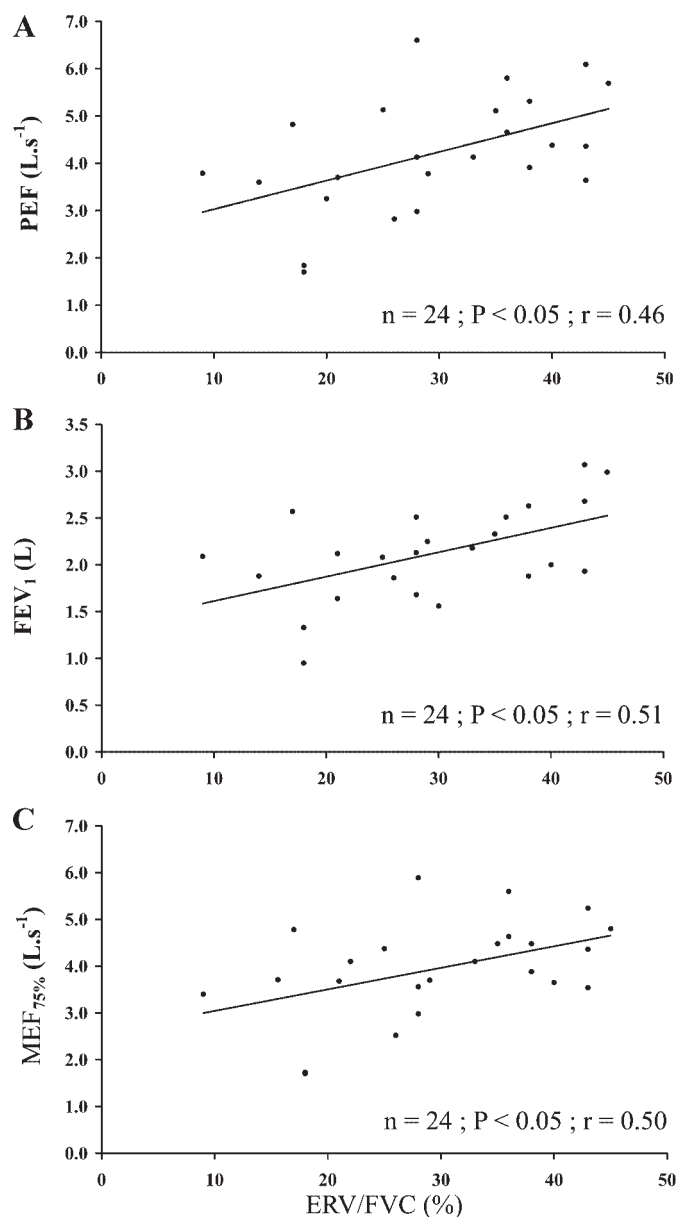 A
7.0
6.0
5.0
4.0
3.0
2.0
1.0
0.0
PEF (L.s⁻¹)
n = 24 ; P < 0.05 ; r = 0.46
0 10 20 30 40 50
B
3.5
3.0
2.5
2.0
1.5
1.0
0.5
0.0
FEV₁ (L)
n = 24 ; P < 0.05 ; r = 0.51
0 10 20 30 40 50
C
7.0
6.0
5.0
4.0
3.0
2.0
1.0
0.0
MEF₇₅% (L.s⁻¹)
n = 24 ; P < 0.05 ; r = 0.50
0 10 20 30 40 50
ERV/FVC (%)